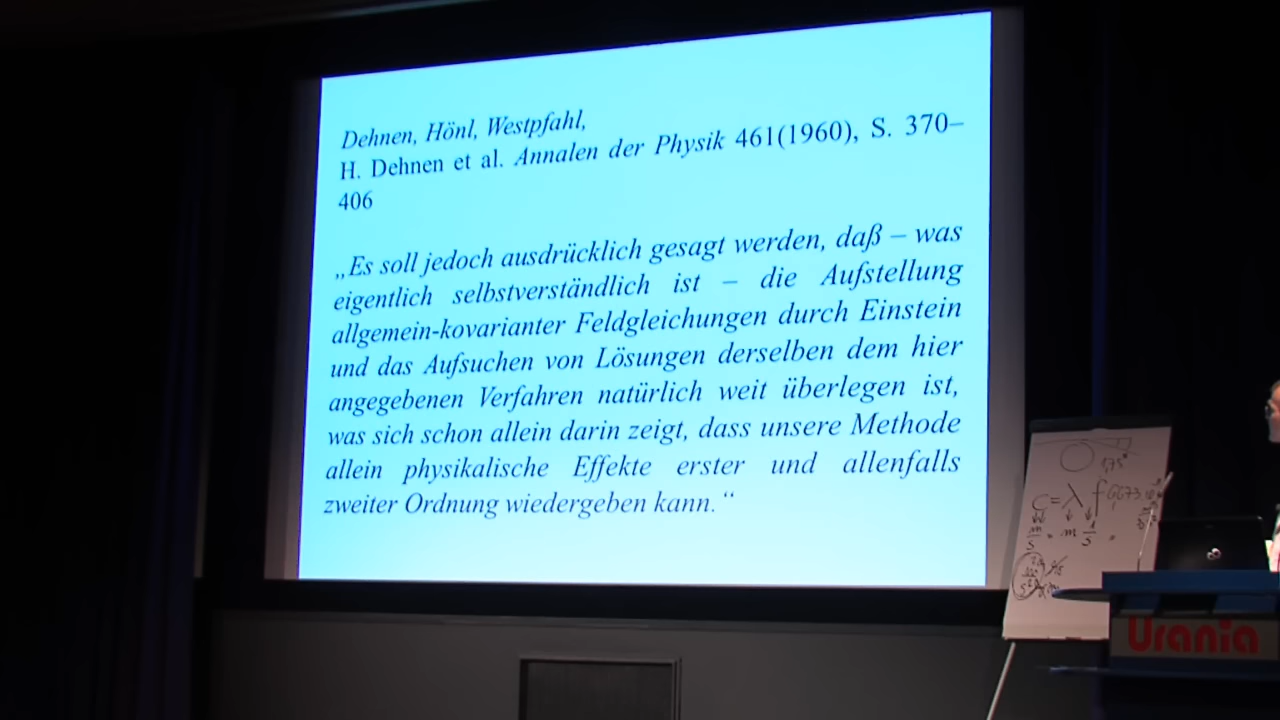 Dehnen, Hönl, Westpfahl,
H. Dehnen et al. Annalen der Physik 461(1960), S. 370–
406
„Es soll jedoch ausdrücklich gesagt werden, daß – was
eigentlich selbstverständlich ist – die Aufstellung
allgemein-kovarianter Feldgleichungen durch Einstein
und das Aufsuchen von Lösungen derselben dem hier
angegebenen Verfahren natürlich weit überlegen ist,
was sich schon allein darin zeigt, dass unsere Methode
allein physikalische Effekte erster und allenfalls
zweiter Ordnung wiedergeben kann.“
1,75"
C = λ f
m/s = m 1/s =
Urania